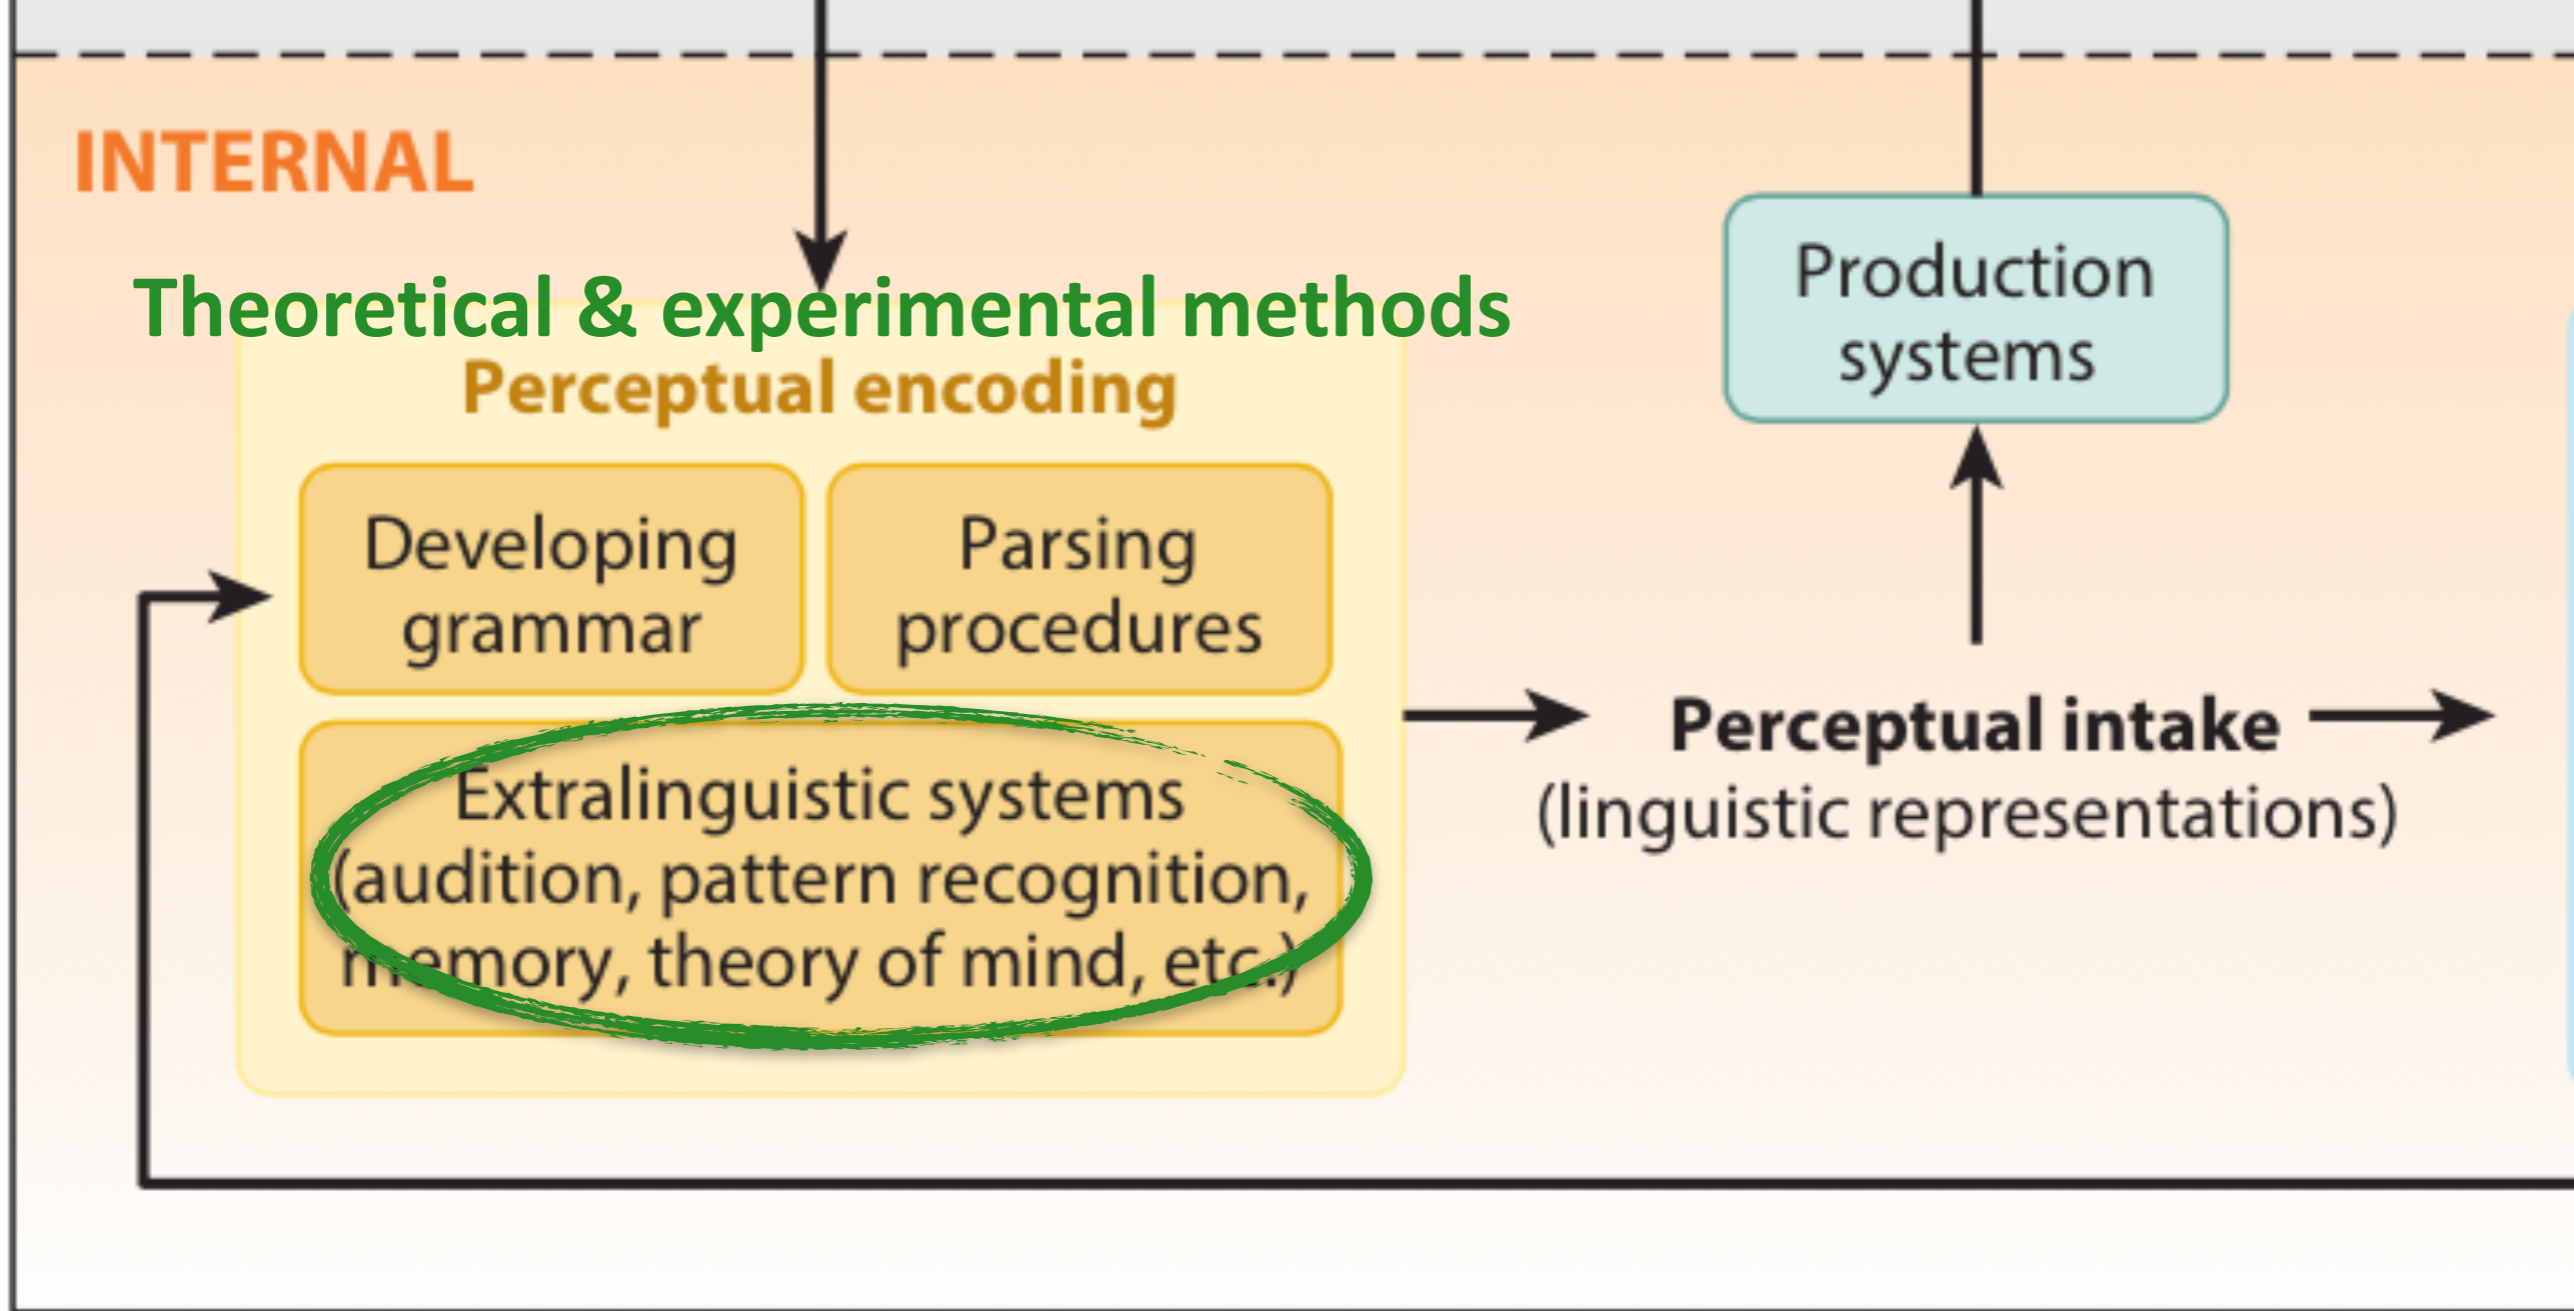 INTERNAL
Theoretical & experimental methods
Perceptual encoding
Developing
grammar
Parsing
procedures
Extralinguistic systems
(audition, pattern recognition,
memory, theory of mind, etc.)
Production
systems
Perceptual intake
(linguistic representations)